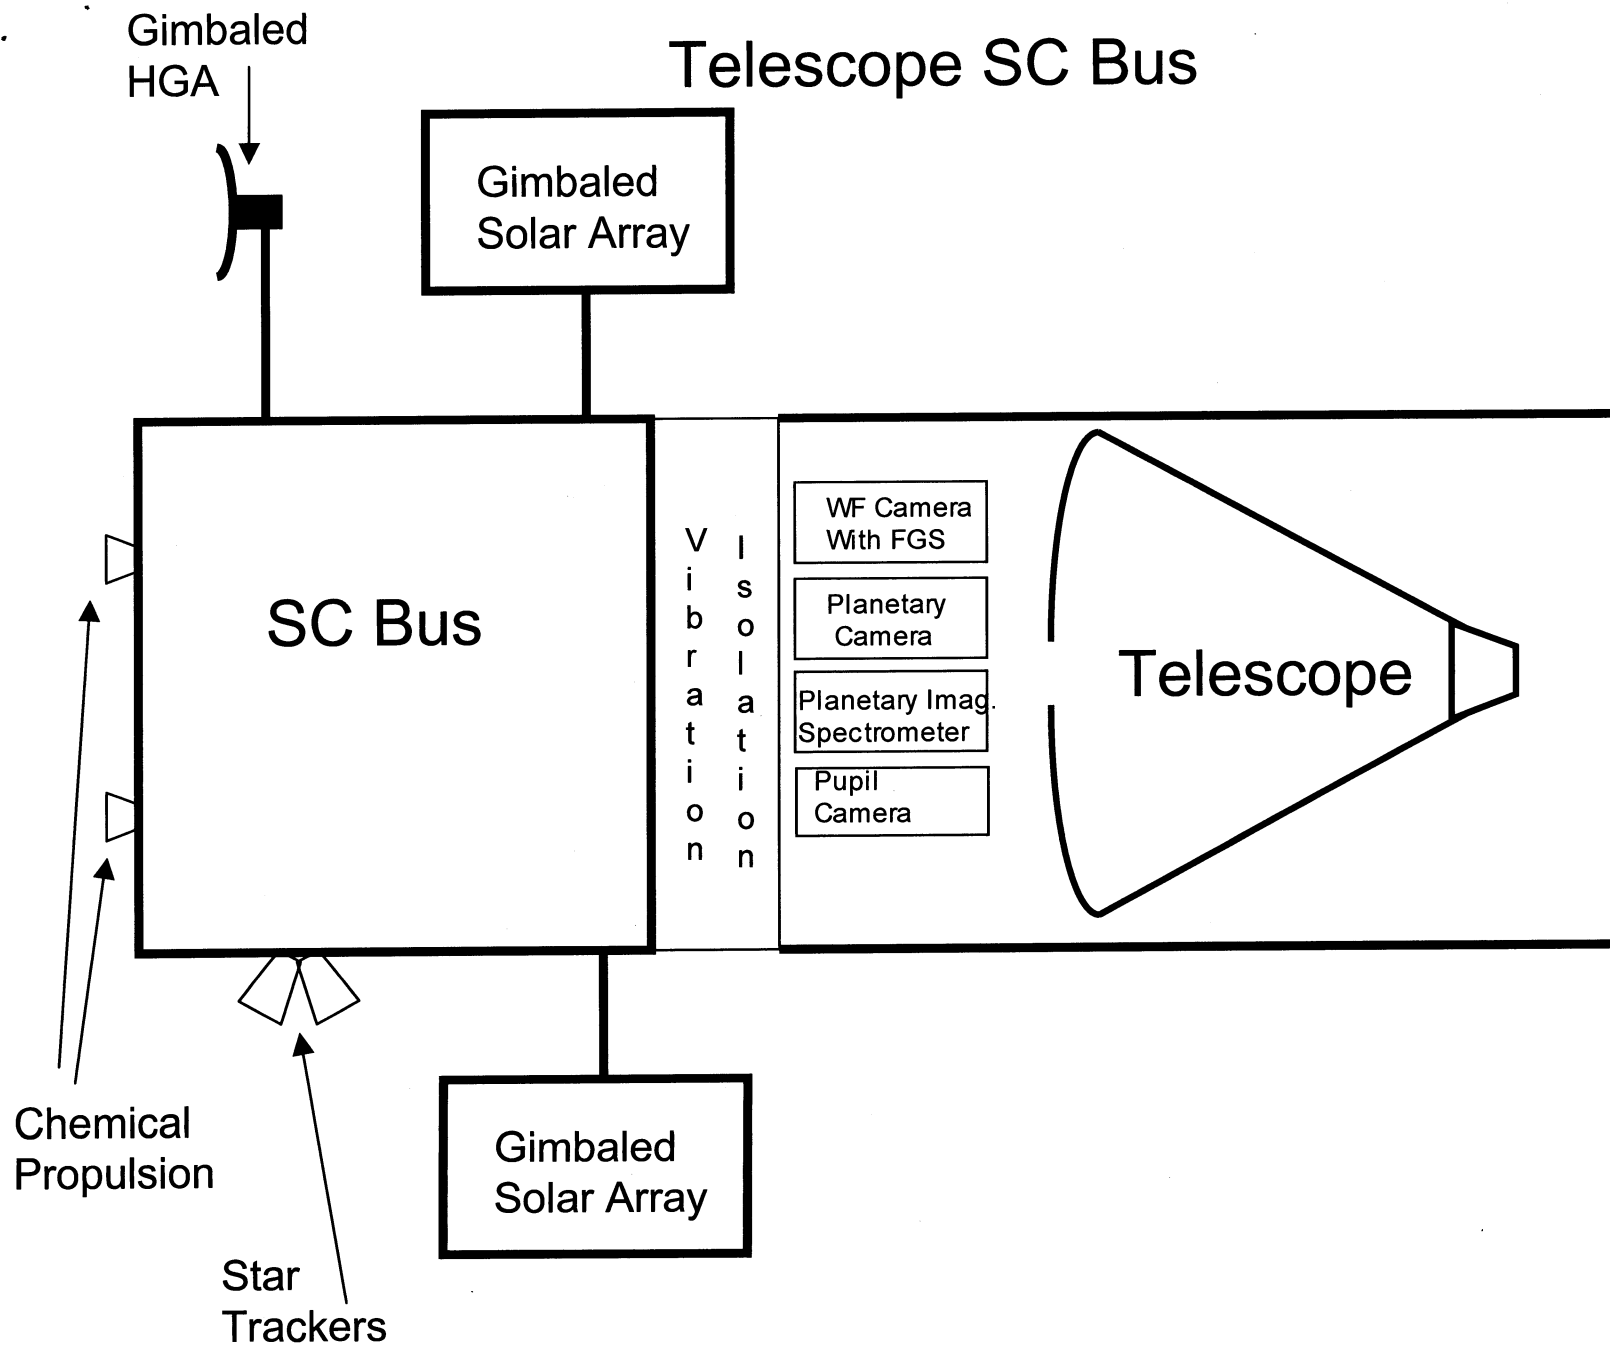 Gimbaled
HGA
Telescope SC Bus
Gimbaled
Solar Array
SC Bus
Vibration
Isolation
WF Camera
With FGS
Planetary
Camera
Planetary Imag.
Spectrometer
Pupil
Camera
Telescope
Chemical
Propulsion
Star
Trackers
Gimbaled
Solar Array